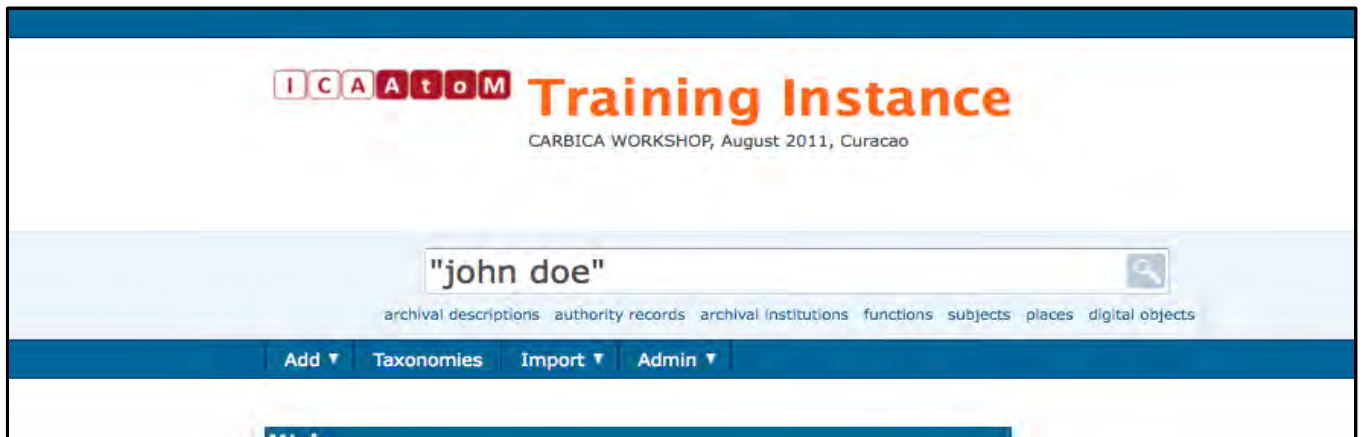 ICAAtoM Training Instance
CARBICA WORKSHOP, August 2011, Curacao
"john doe"
archival descriptions authority records archival institutions functions subjects places digital objects
Add ▼ Taxonomies Import ▼ Admin ▼